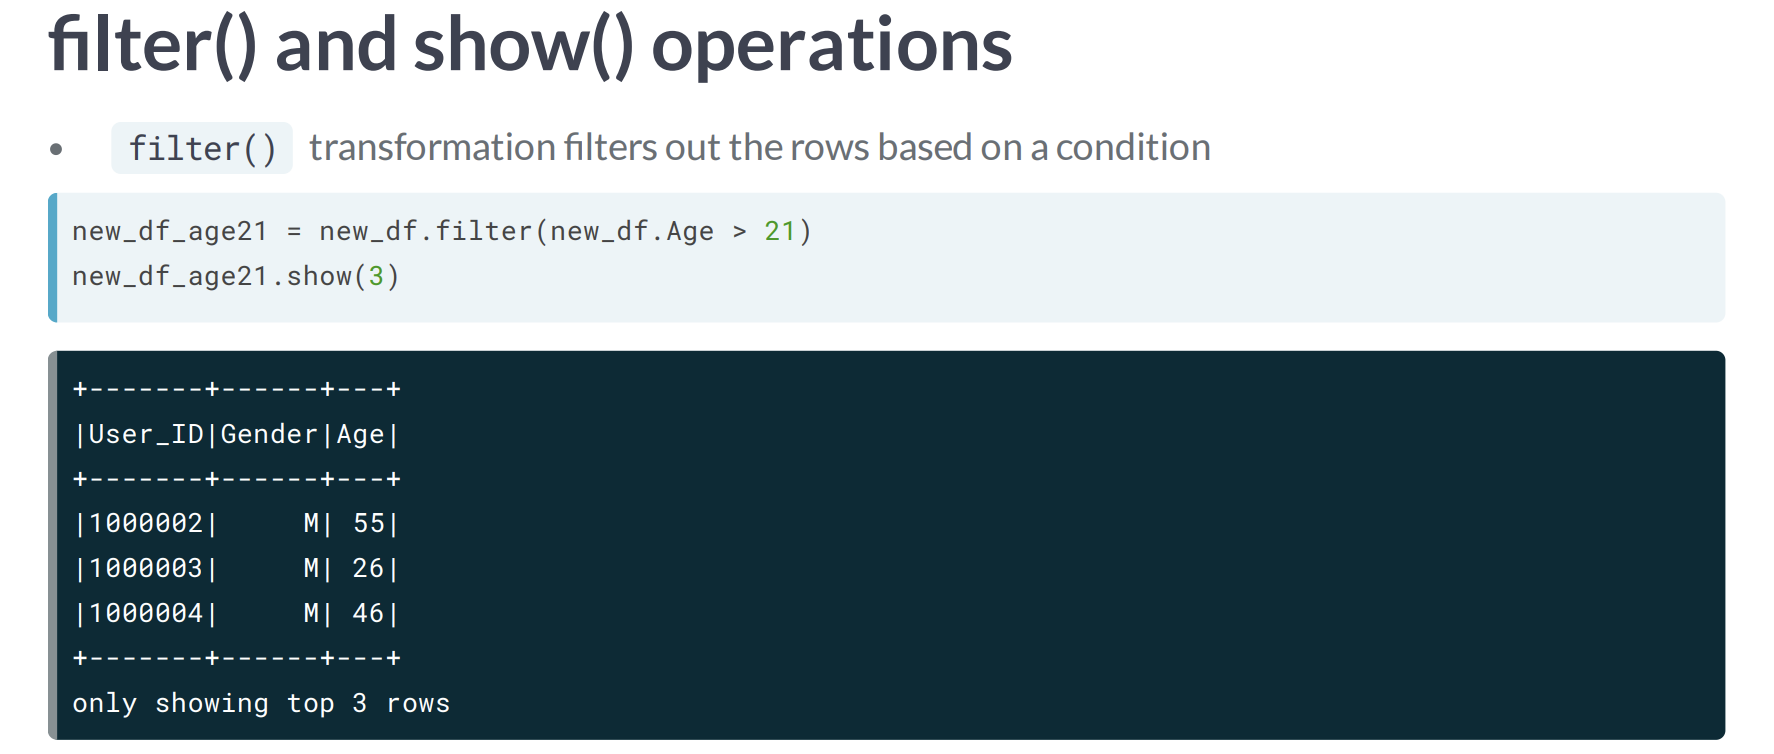 filter() and show() operations
• filter() transformation filters out the rows based on a condition
new_df_age21 = new_df.filter(new_df.Age > 21)
new_df_age21.show(3)
+-------+------+---+
|User_ID|Gender|Age|
+-------+------+---+
|1000002|     M| 55|
|1000003|     M| 26|
|1000004|     M| 46|
+-------+------+---+
only showing top 3 rows